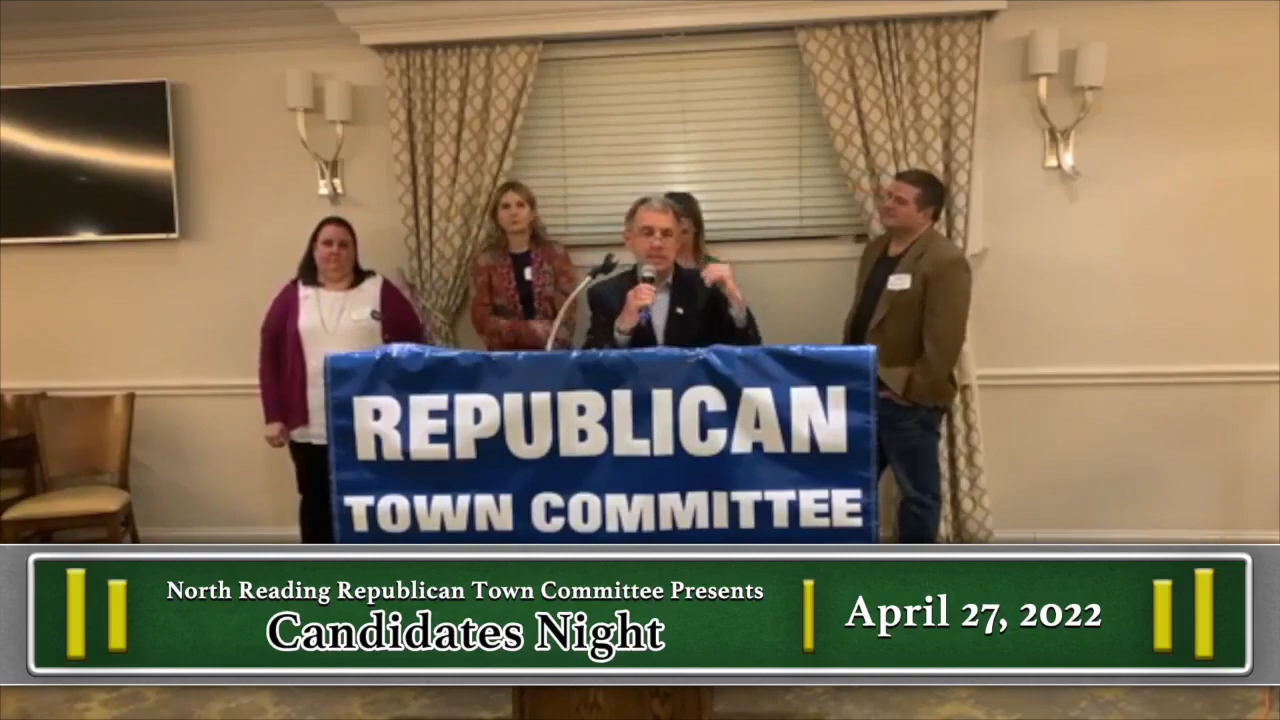 REPUBLICAN
TOWN COMMITTEE
North Reading Republican Town Committee Presents
Candidates Night
April 27, 2022